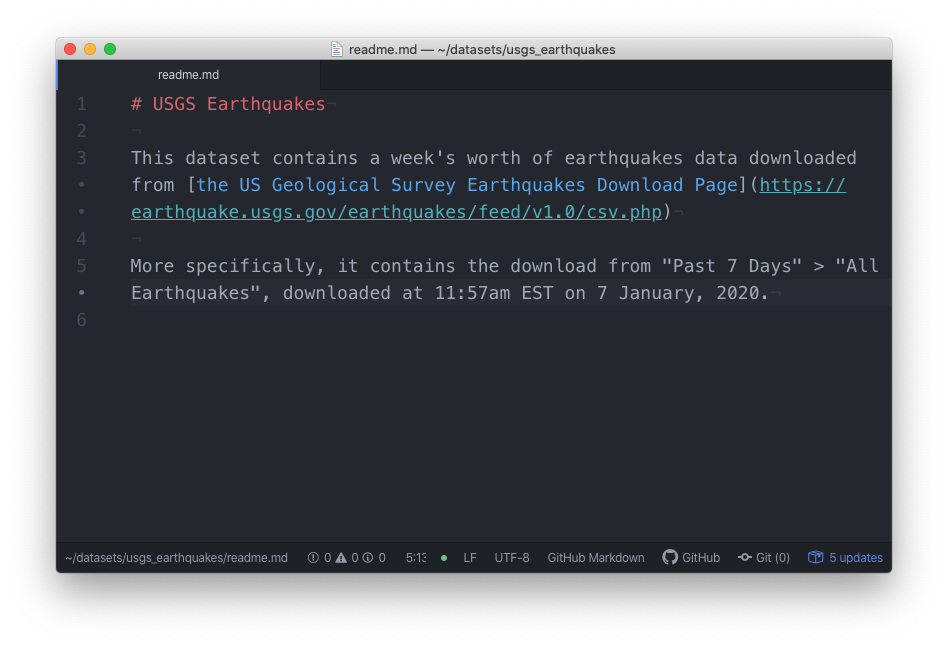 readme.md — ~/datasets/usgs_earthquakes
readme.md
1 # USGS Earthquakes¬
2 ¬
3 This dataset contains a week's worth of earthquakes data downloaded
• from [the US Geological Survey Earthquakes Download Page](https://
• earthquake.usgs.gov/earthquakes/feed/v1.0/csv.php)¬
4 ¬
5 More specifically, it contains the download from "Past 7 Days" > "All
• Earthquakes", downloaded at 11:57am EST on 7 January, 2020.¬
6
~/datasets/usgs_earthquakes/readme.md 0 0 0 LF UTF-8 GitHub Markdown GitHub Git (0) 5 updates